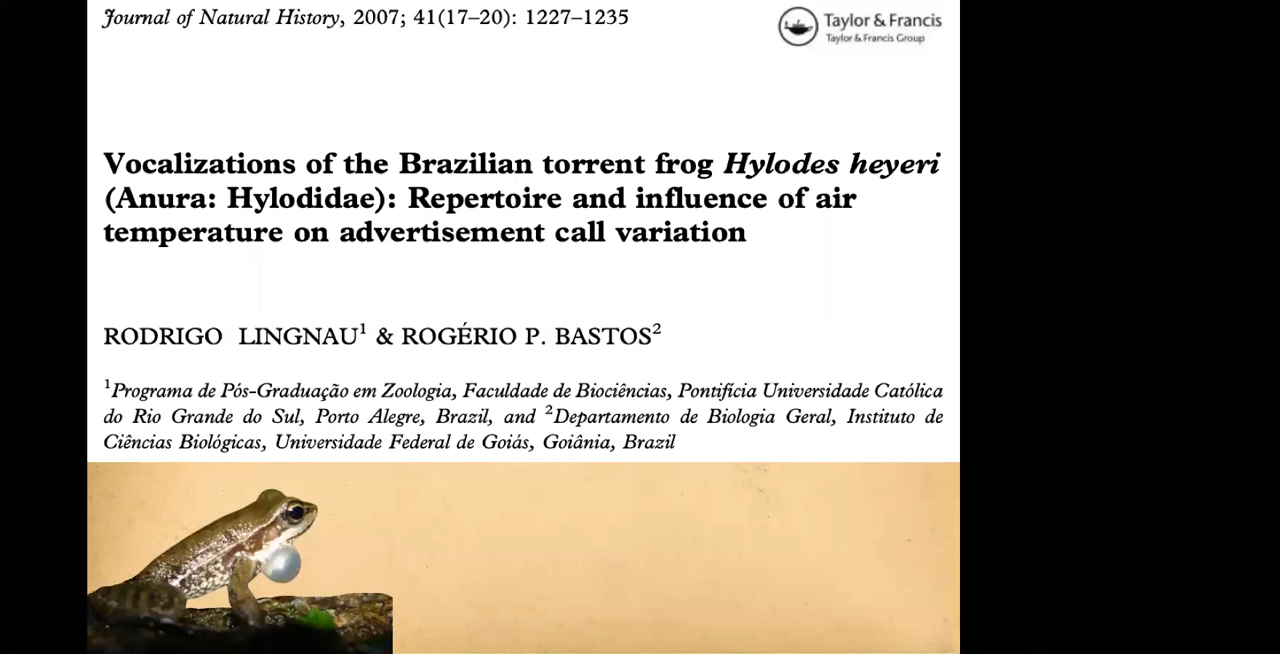 Journal of Natural History, 2007; 41(17–20): 1227–1235
Taylor & Francis
Taylor & Francis Group
Vocalizations of the Brazilian torrent frog Hylodes heyeri
(Anura: Hylodidae): Repertoire and influence of air
temperature on advertisement call variation
RODRIGO LINGNAU¹ & ROGÉRIO P. BASTOS²
¹Programa de Pós-Graduação em Zoologia, Faculdade de Biociências, Pontifícia Universidade Católica
do Rio Grande do Sul, Porto Alegre, Brazil, and ²Departamento de Biologia Geral, Instituto de
Ciências Biológicas, Universidade Federal de Goiás, Goiânia, Brazil